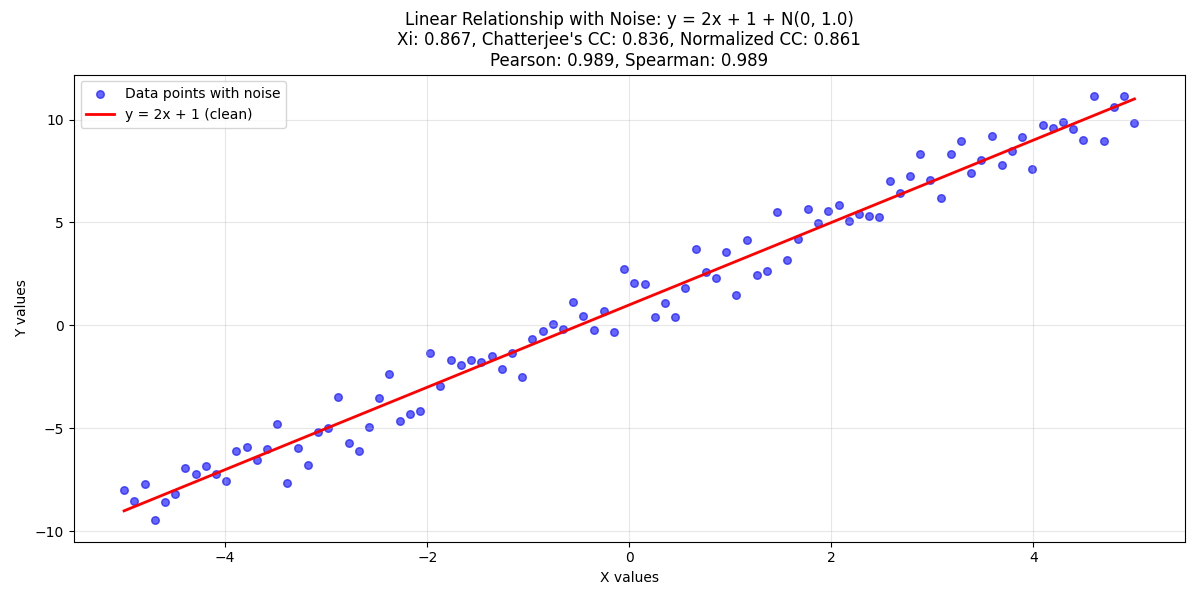 Linear Relationship with Noise: y = 2x + 1 + N(0, 1.0)
Xi: 0.867, Chatterjee's CC: 0.836, Normalized CC: 0.861
Pearson: 0.989, Spearman: 0.989
Data points with noise
y = 2x + 1 (clean)
10
5
0
−5
−10
Y values
−4
−2
0
2
4
X values